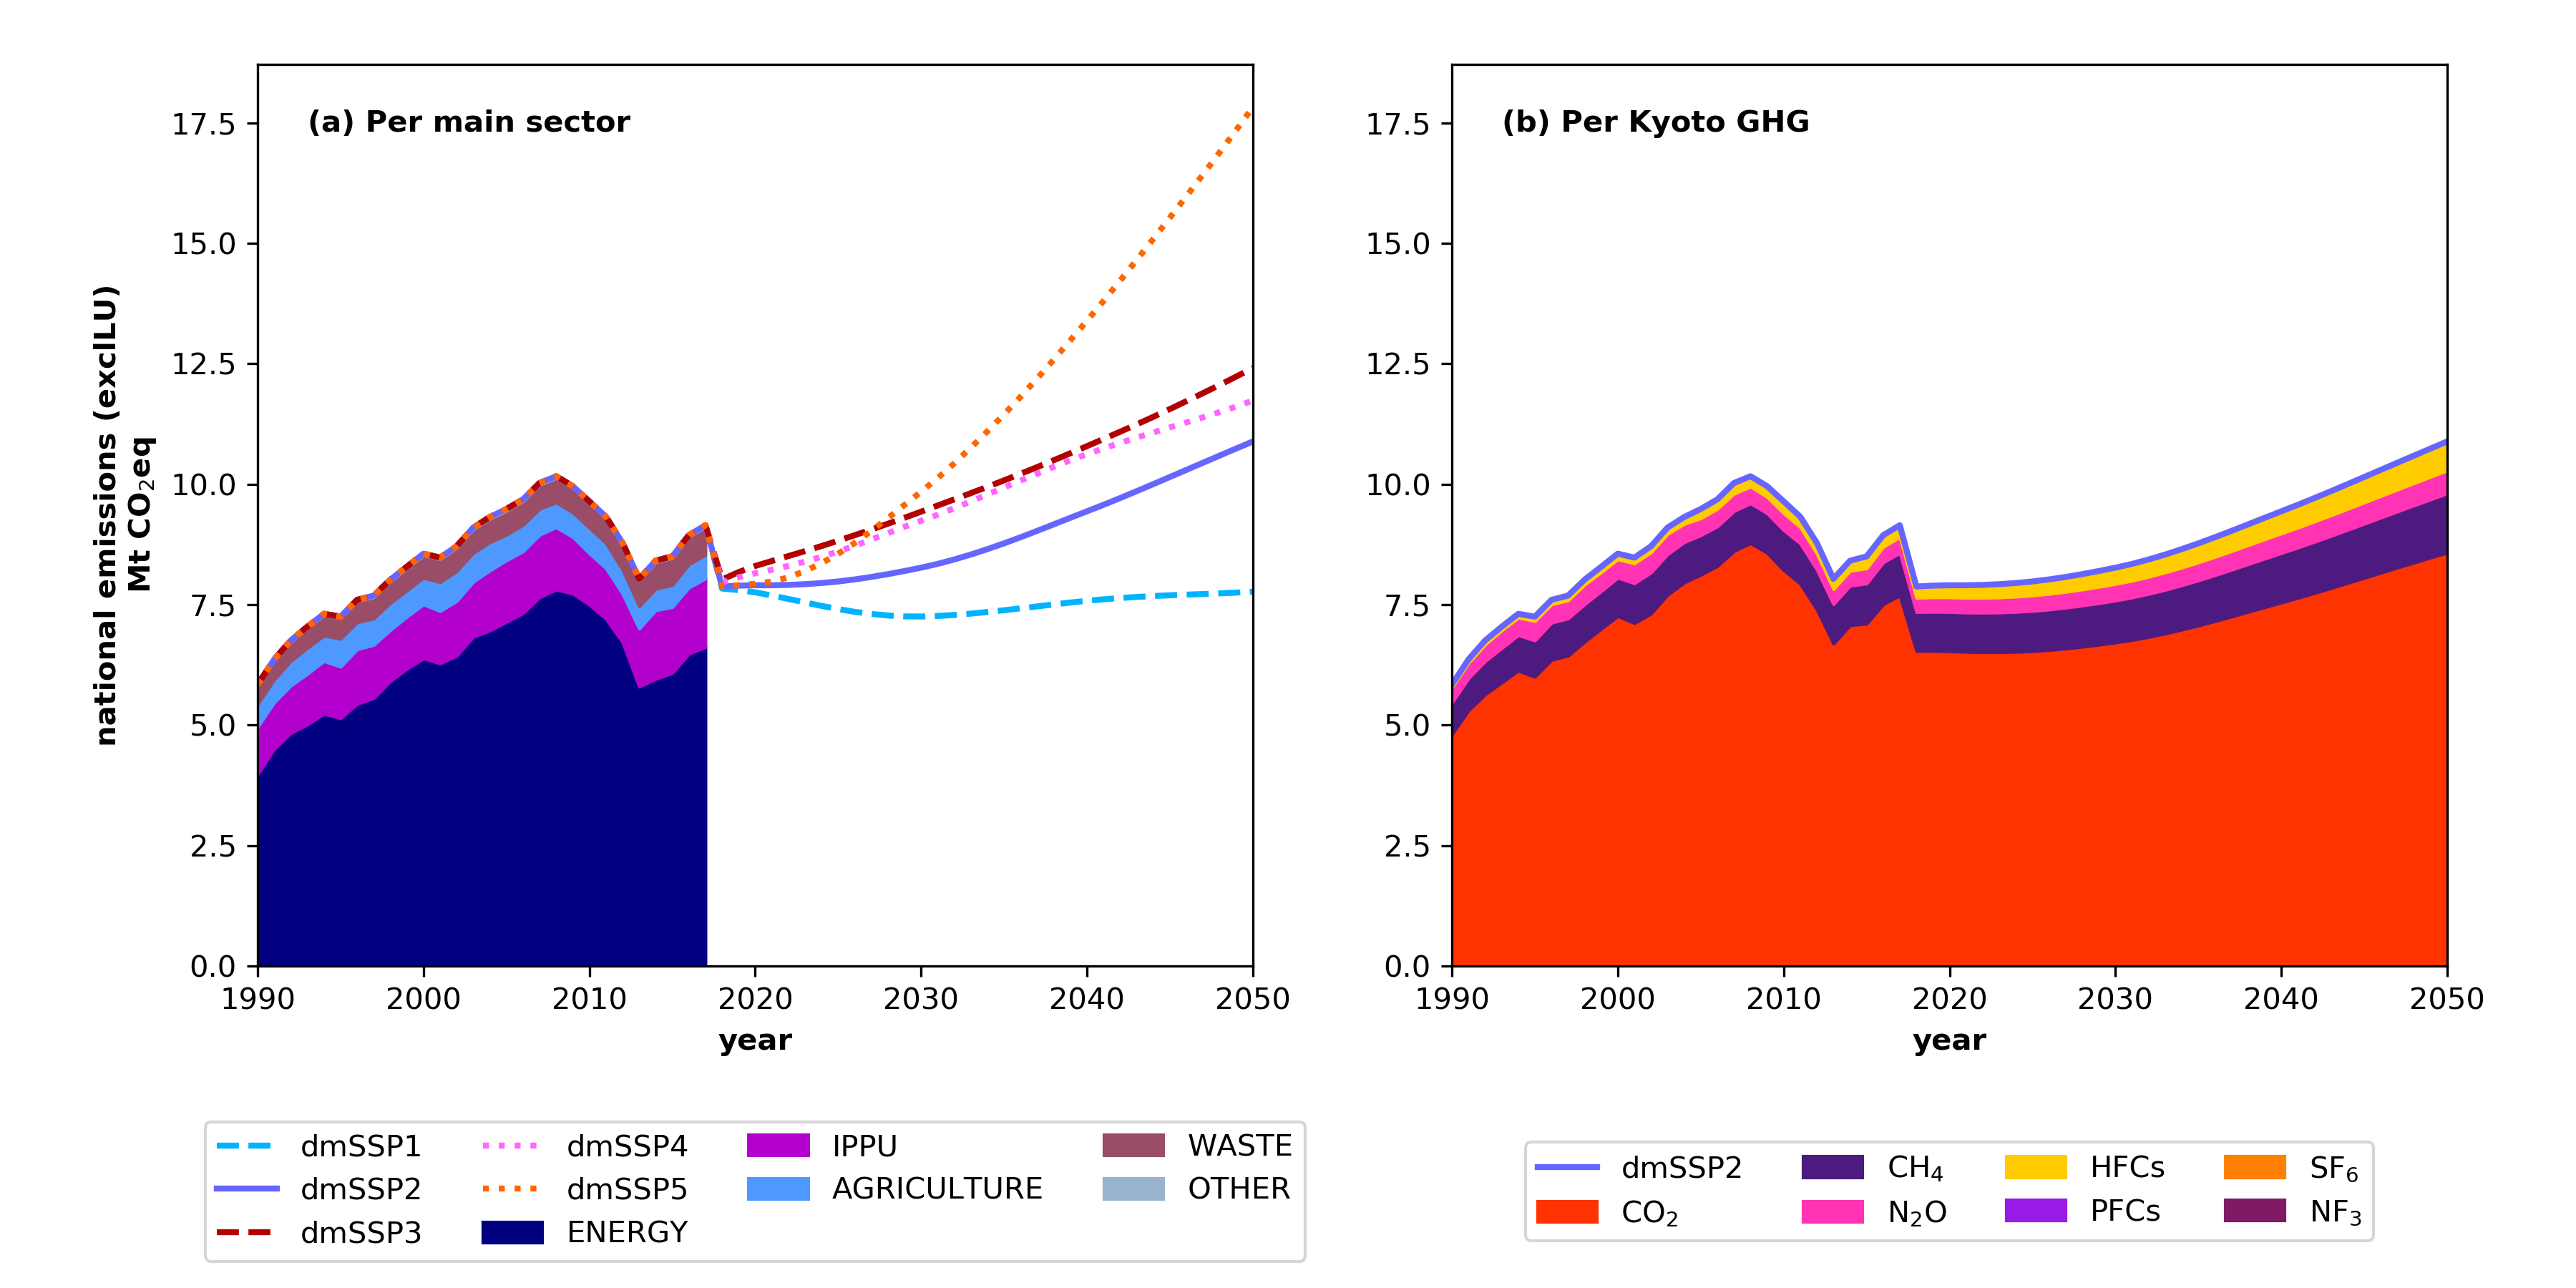 (a) Per main sector
17.5
15.0
12.5
10.0
7.5
5.0
2.5
0.0
national emissions (exclLU)
Mt CO₂eq
1990 2000 2010 2020 2030 2040 2050
year
dmSSP1 dmSSP4 IPPU WASTE
dmSSP2 dmSSP5 AGRICULTURE OTHER
dmSSP3 ENERGY
(b) Per Kyoto GHG
17.5
15.0
12.5
10.0
7.5
5.0
2.5
0.0
1990 2000 2010 2020 2030 2040 2050
year
dmSSP2 CH₄ HFCs SF₆
CO₂ N₂O PFCs NF₃